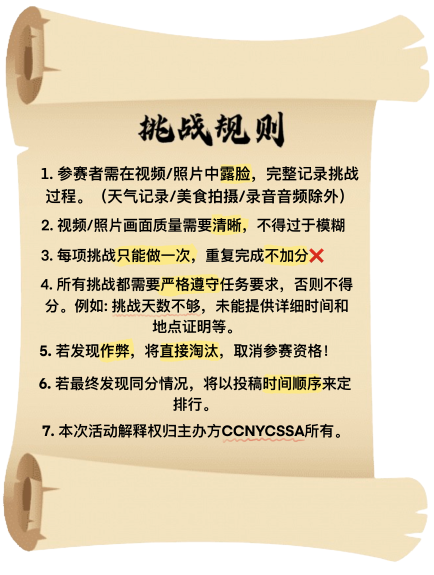 挑战规则
1. 参赛者需在视频/照片中露脸，完整记录挑战
过程。（天气记录/美食拍摄/录音音频除外）
2. 视频/照片画面质量需要清晰，不得过于模糊
3. 每项挑战只能做一次，重复完成不加分❌
4. 所有挑战都需要严格遵守任务要求，否则不得
分。例如: 挑战天数不够，未能提供详细时间和
地点证明等。
5. 若发现作弊，将直接淘汰，取消参赛资格！
6. 若最终发现同分情况，将以投稿时间顺序来定
排行。
7. 本次活动解释权归主办方CCNYCSSA所有。